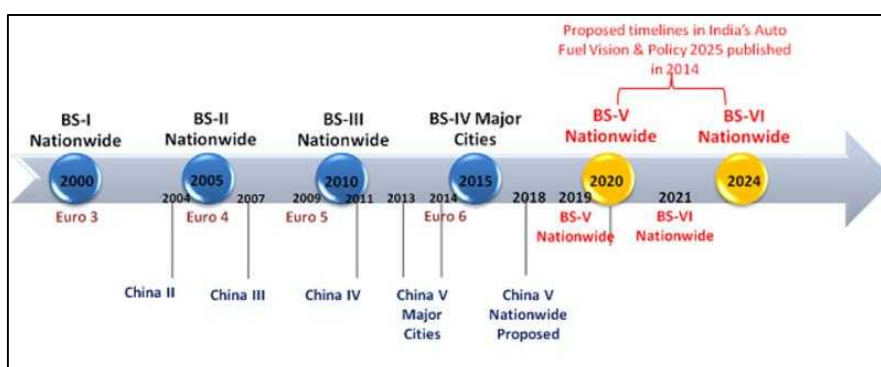 Proposed timelines in India's Auto
Fuel Vision & Policy 2025 published
in 2014
BS-I
Nationwide
BS-II
Nationwide
BS-III
Nationwide
BS-IV Major
Cities
BS-V
Nationwide
BS-VI
Nationwide
2000
2005
2010
2015
2020
2024
2004
2007
2009
2011
2013
2014
2018
2019
2021
Euro 3
Euro 4
Euro 5
Euro 6
BS-V
Nationwide
BS-VI
Nationwide
China II
China III
China IV
China V
Major
Cities
China V
Nationwide
Proposed